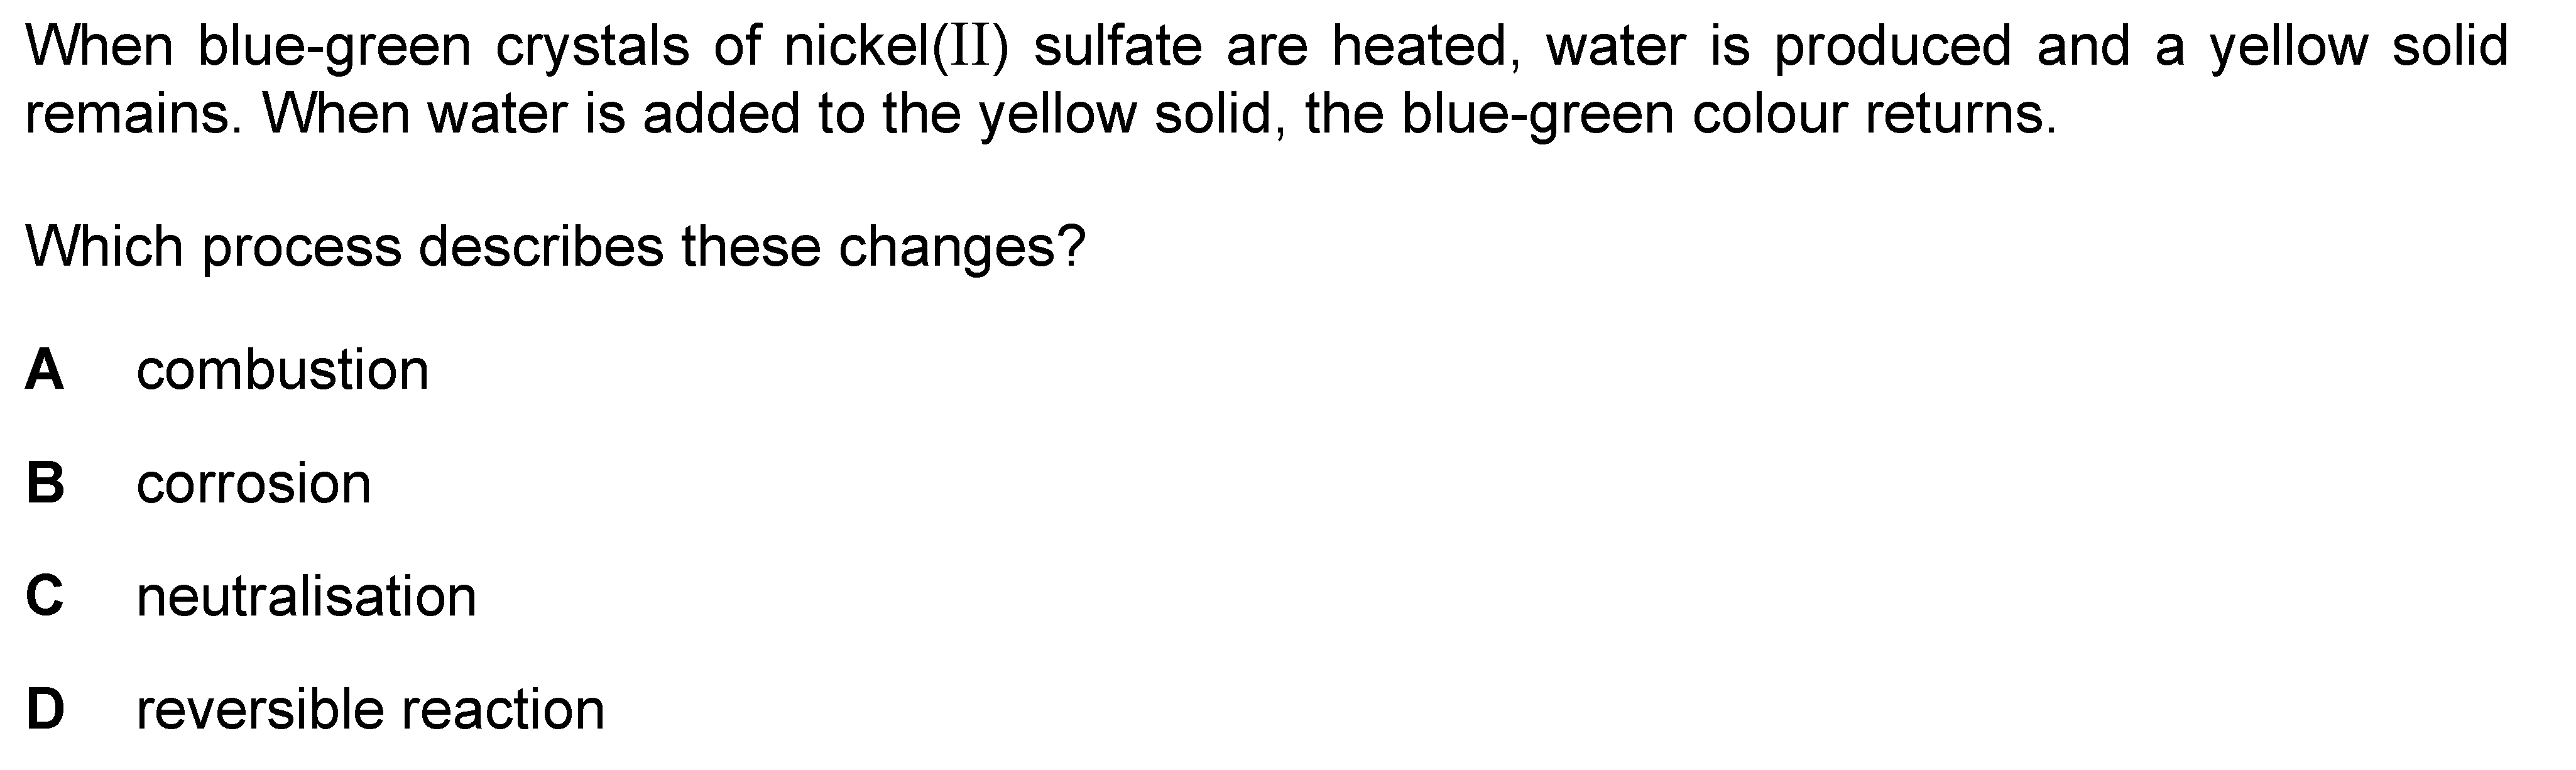 When blue-green crystals of nickel(II) sulfate are heated, water is produced and a yellow solid
remains. When water is added to the yellow solid, the blue-green colour returns.
Which process describes these changes?
A combustion
B corrosion
C neutralisation
D reversible reaction